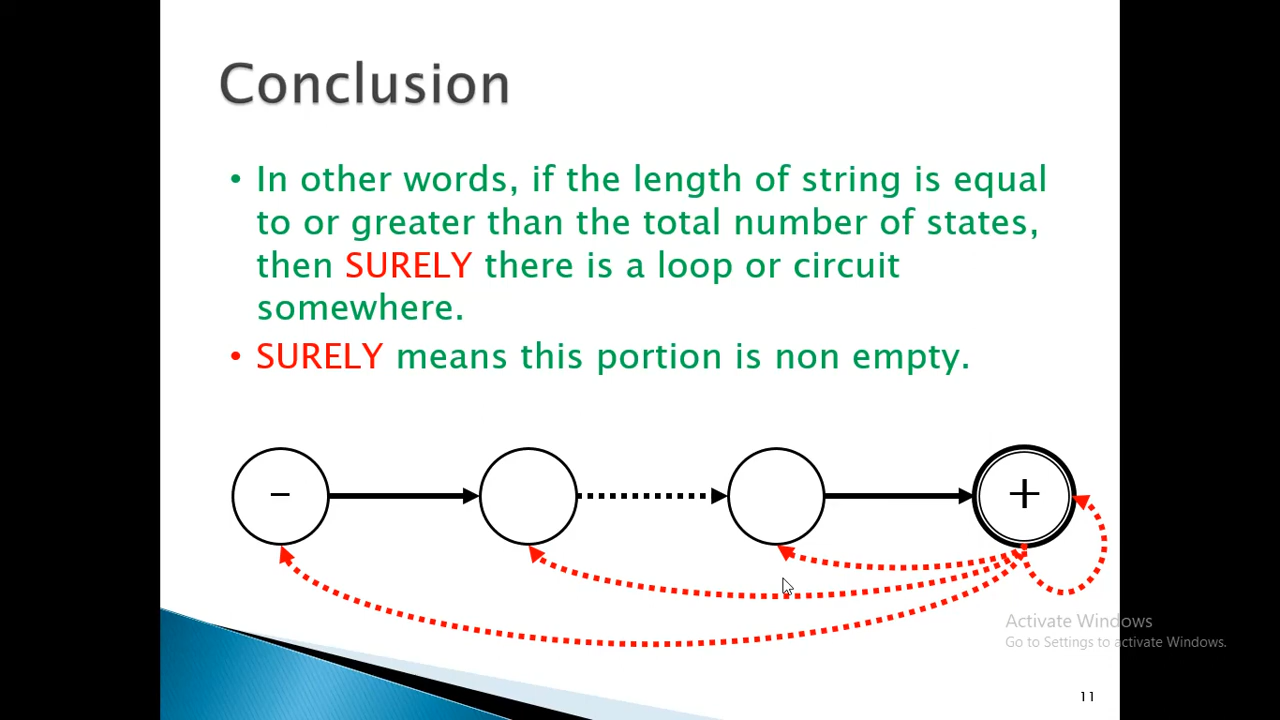 Conclusion
• In other words, if the length of string is equal
to or greater than the total number of states,
then SURELY there is a loop or circuit
somewhere.
• SURELY means this portion is non empty.
–
+
Activate Windows
Go to Settings to activate Windows.
11